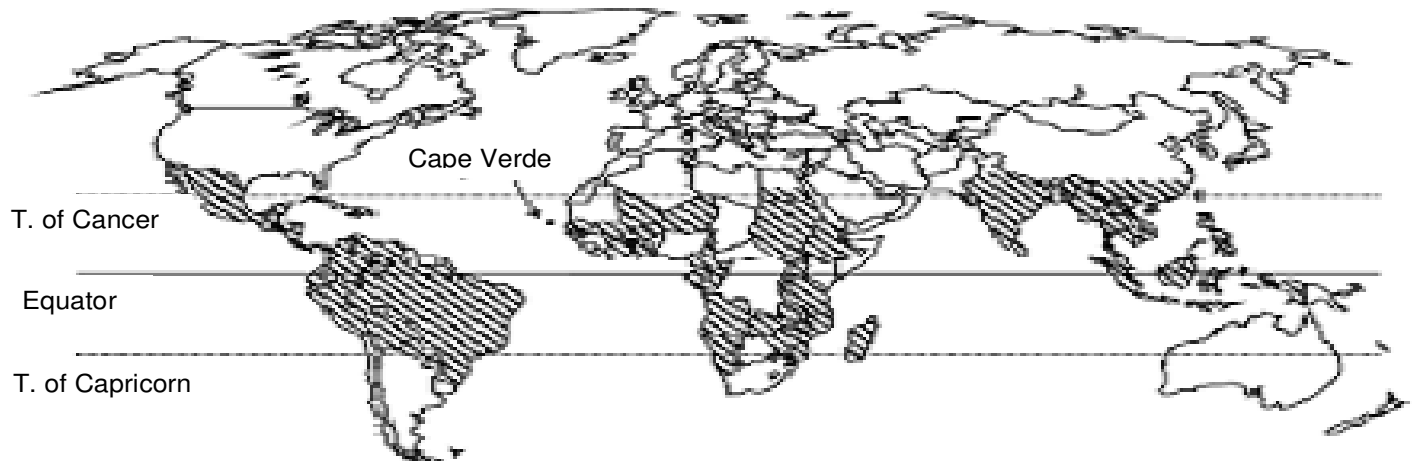 Cape Verde
T. of Cancer
Equator
T. of Capricorn